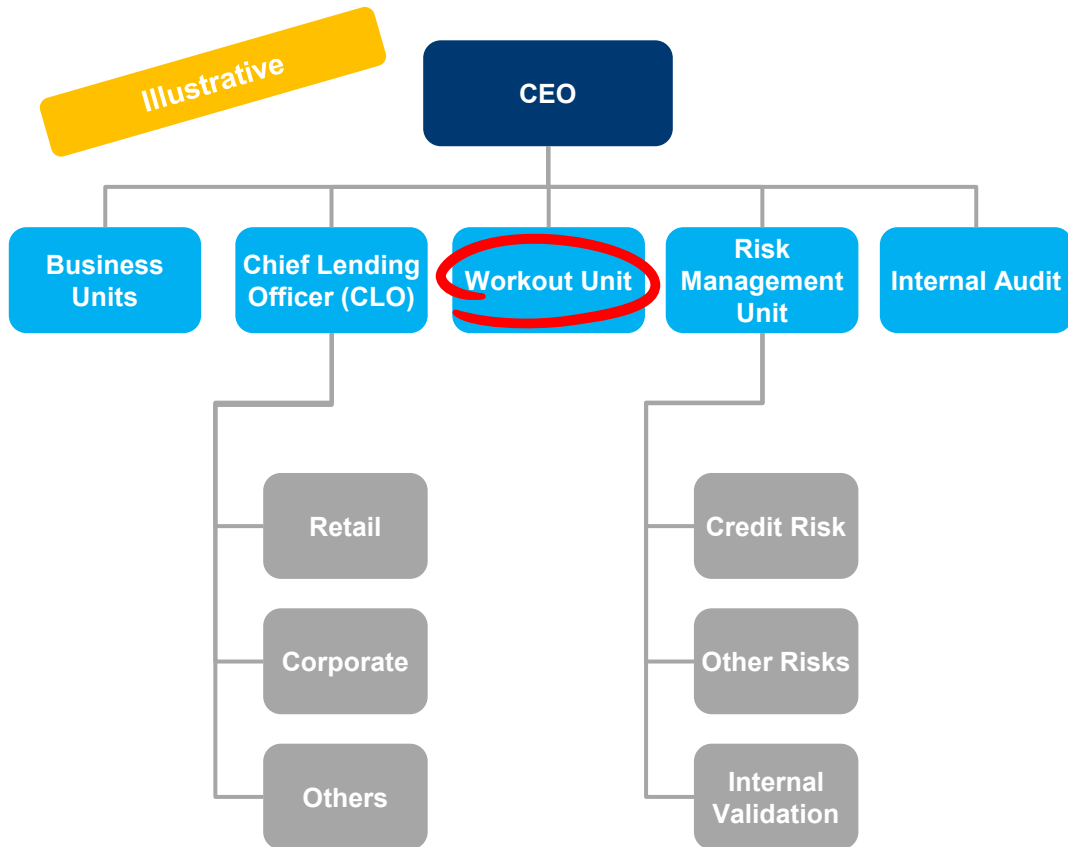 Illustrative
CEO
Business
Units
Chief Lending
Officer (CLO)
Workout Unit
Risk
Management
Unit
Internal Audit
Retail
Corporate
Others
Credit Risk
Other Risks
Internal
Validation